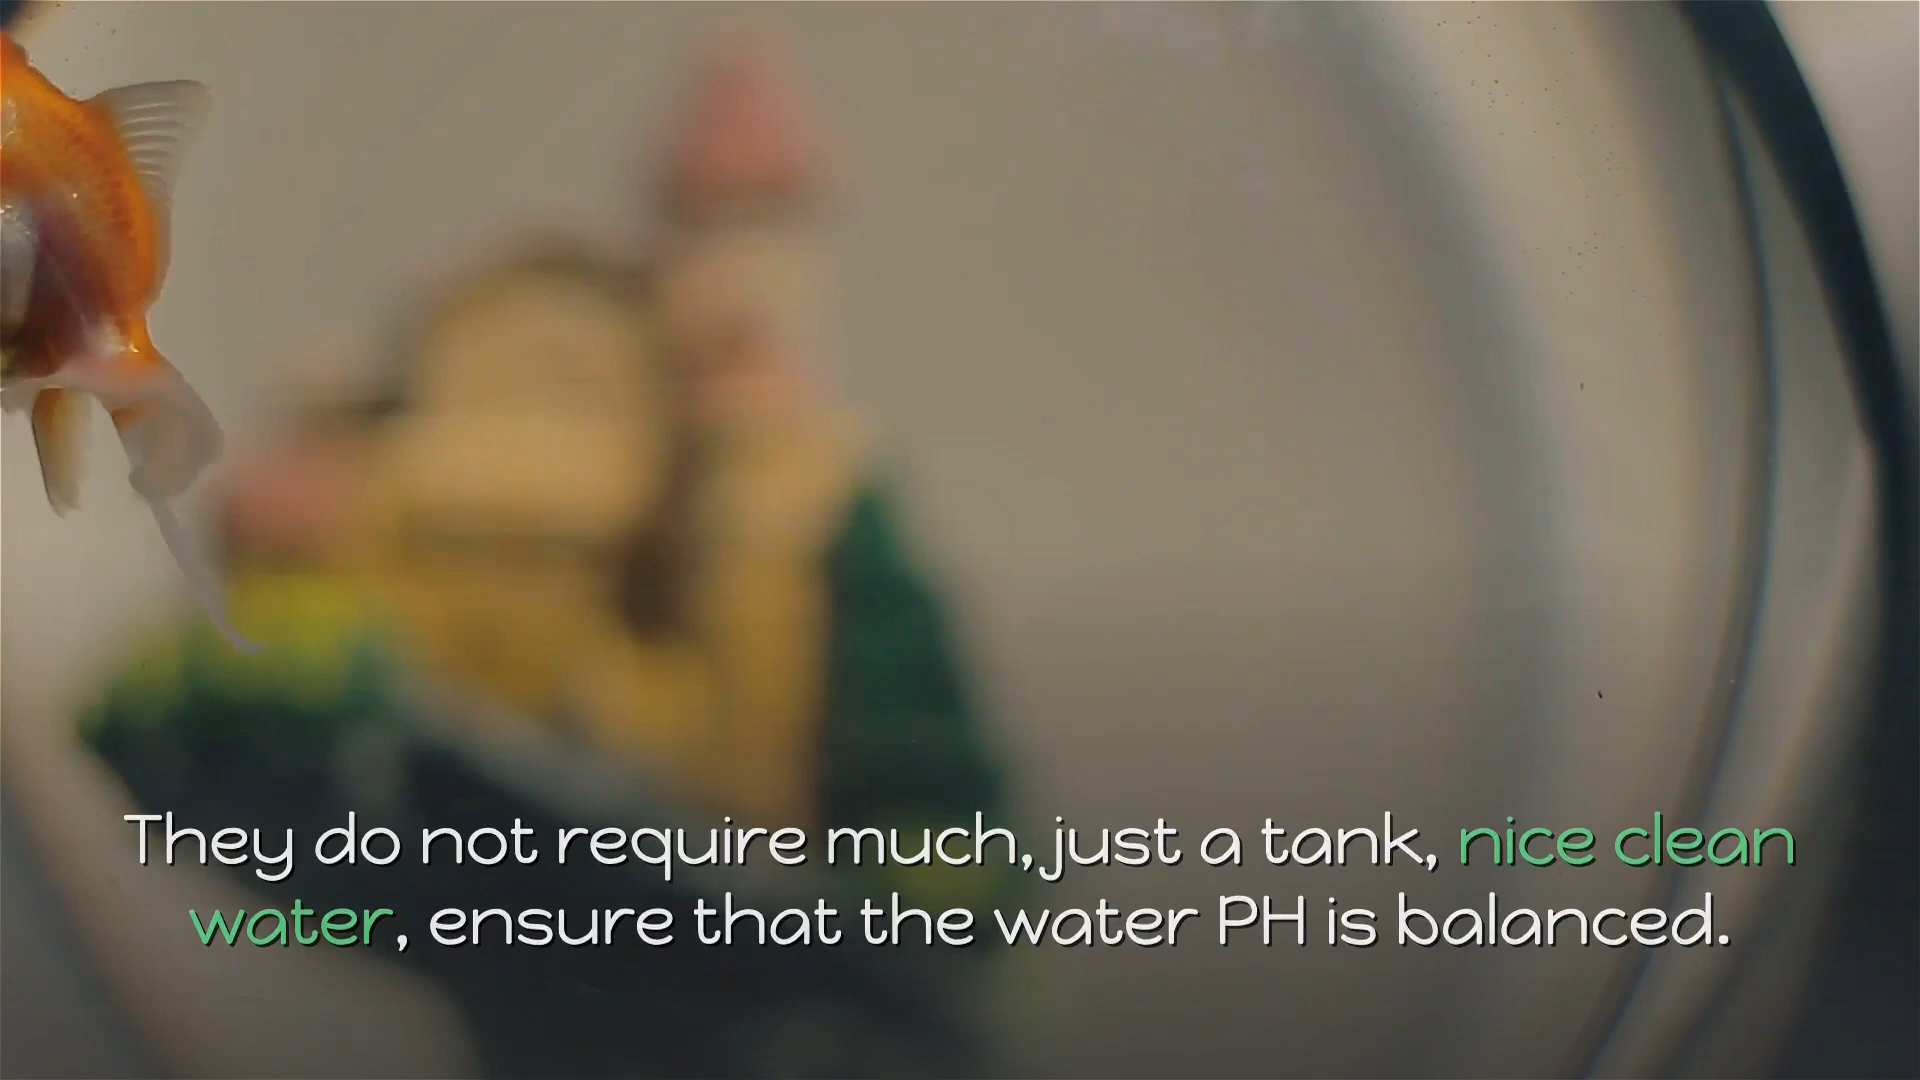 They do not require much, just a tank, nice clean
water, ensure that the water PH is balanced.